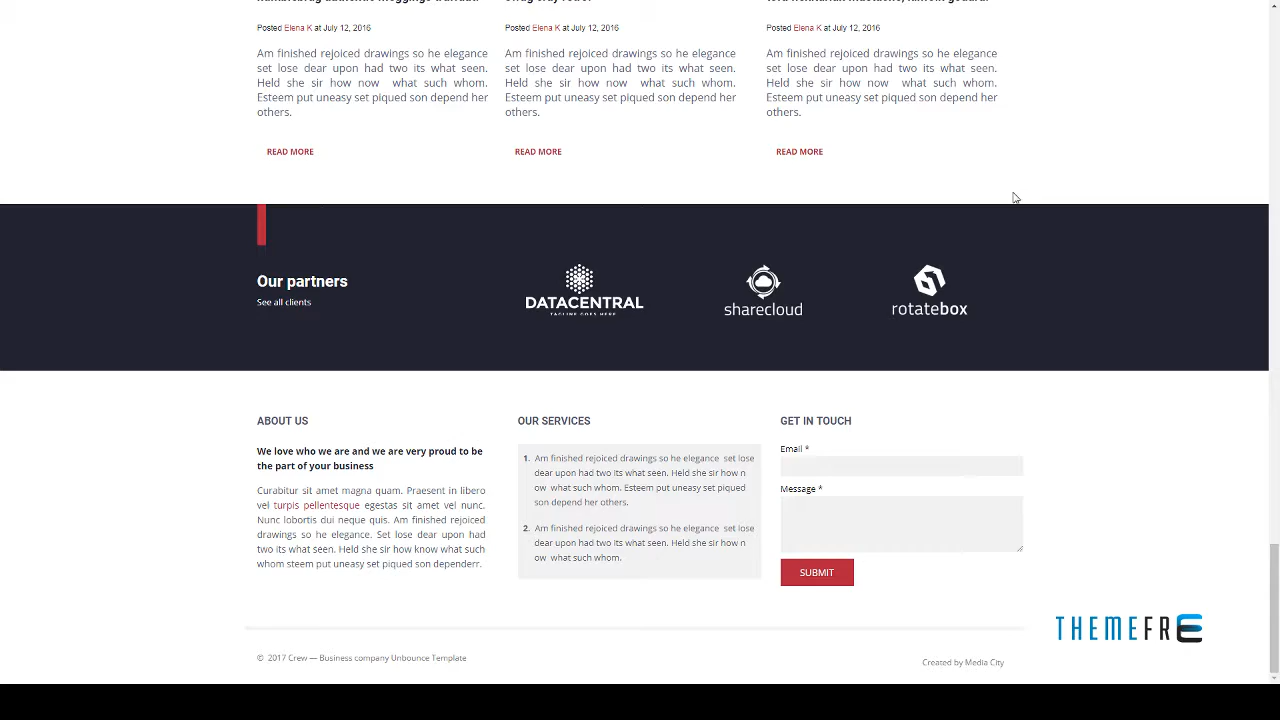 Posted Elena K at July 12, 2016
Am finished rejoiced drawings so he elegance
set lose dear upon had two its what seen.
Held she sir how now what such whom.
Esteem put uneasy set piqued son depend her
others.
READ MORE
Posted Elena K at July 12, 2016
Am finished rejoiced drawings so he elegance
set lose dear upon had two its what seen.
Held she sir how now what such whom.
Esteem put uneasy set piqued son depend her
others.
READ MORE
Posted Elena K at July 12, 2016
Am finished rejoiced drawings so he elegance
set lose dear upon had two its what seen.
Held she sir how now what such whom.
Esteem put uneasy set piqued son depend her
others.
READ MORE
Our partners
See all clients
DATACENTRAL
TAGLINE GOES HERE
sharecloud
rotatebox
ABOUT US
We love who we are and we are very proud to be
the part of your business
Curabitur sit amet magna quam. Praesent in libero
vel turpis pellentesque egestas sit amet vel nunc.
Nunc lobortis dui neque quis. Am finished rejoiced
drawings so he elegance. Set lose dear upon had
two its what seen. Held she sir how know what such
whom steem put uneasy set piqued son dependerr.
OUR SERVICES
1. Am finished rejoiced drawings so he elegance set lose
dear upon had two its what seen. Held she sir how n
ow what such whom. Esteem put uneasy set piqued
son depend her others.
2. Am finished rejoiced drawings so he elegance set lose
dear upon had two its what seen. Held she sir how n
ow what such whom.
GET IN TOUCH
Email *
Message *
SUBMIT
THEMEFRE
© 2017 Crew — Business company Unbounce Template
Created by Media City